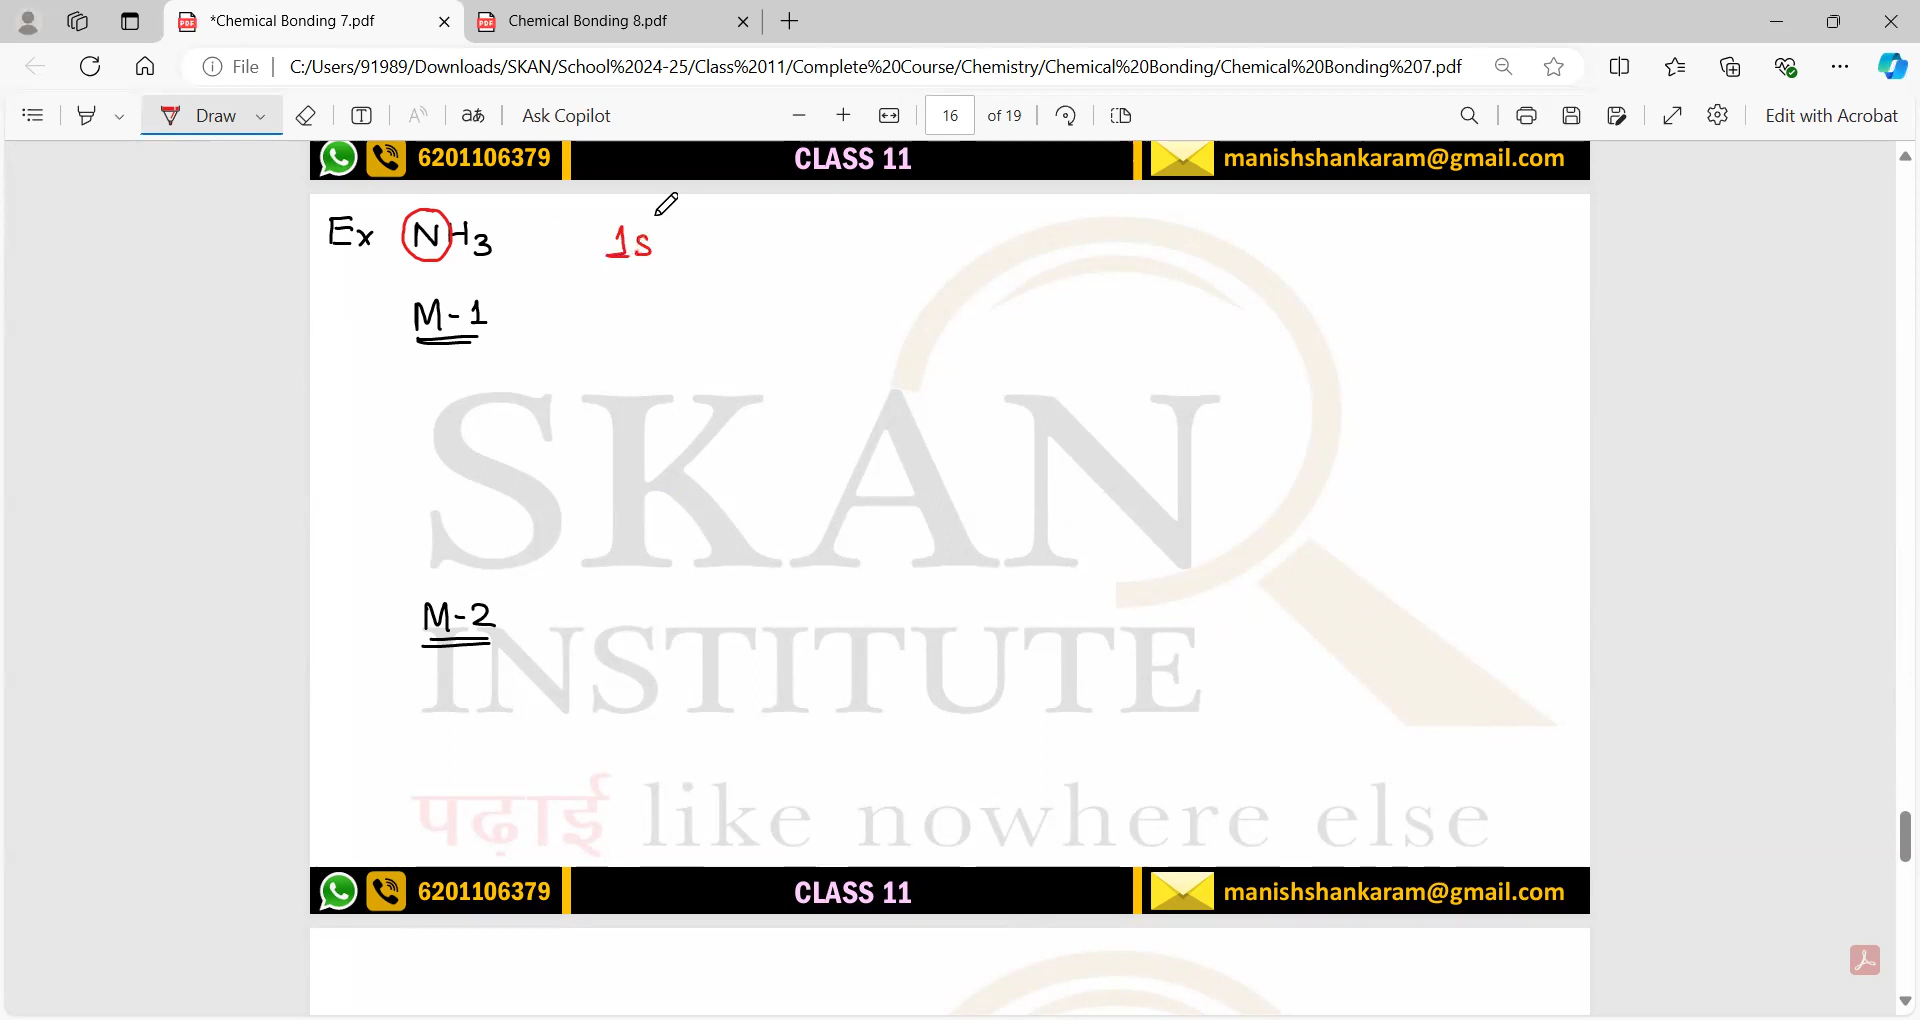 *Chemical Bonding 7.pdf
Chemical Bonding 8.pdf
File
C:/Users/91989/Downloads/SKAN/School%2024-25/Class%2011/Complete%20Course/Chemistry/Chemical%20Bonding/Chemical%20Bonding%207.pdf
Draw
T
A
aあ
Ask Copilot
16 of 19
Edit with Acrobat
6201106379
CLASS 11
manishshankaram@gmail.com
Ex NH3 1s
M-1
SKAN
M-2
INSTITUTE
पढ़ाई like nowhere else
6201106379
CLASS 11
manishshankaram@gmail.com